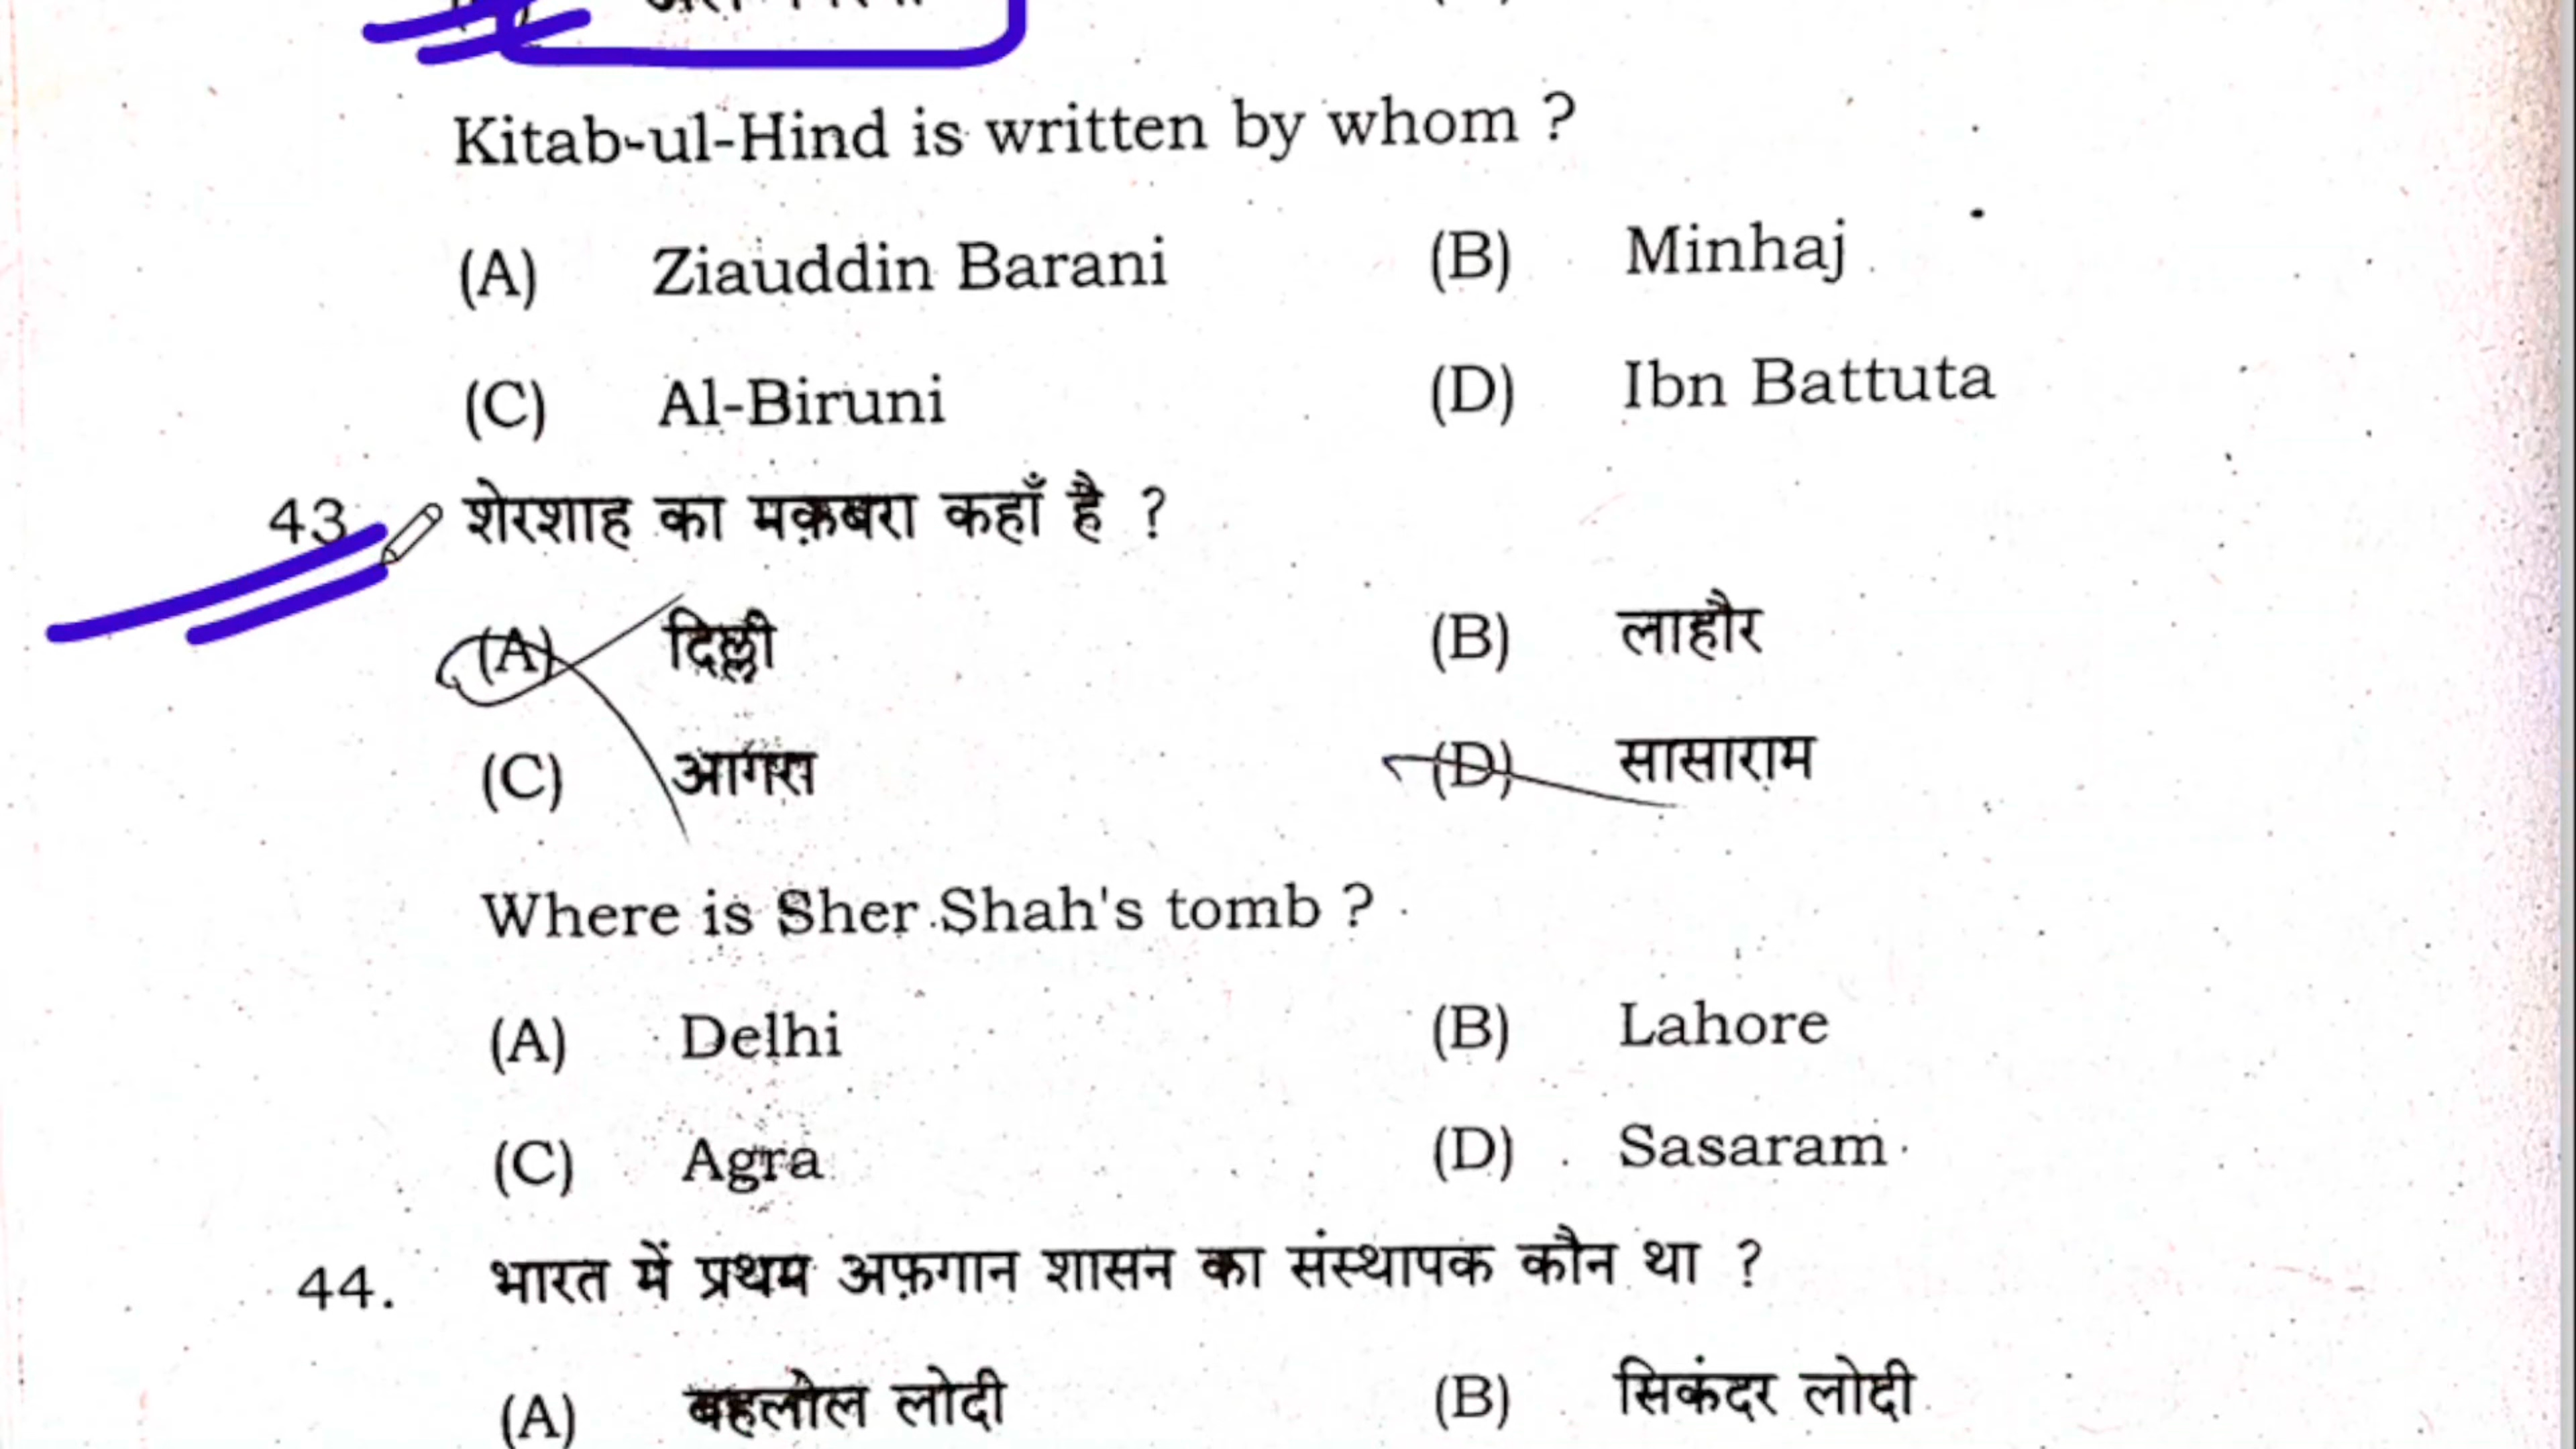 Kitab-ul-Hind is written by whom ?
(A) Ziauddin Barani (B) Minhaj
(C) Al-Biruni (D) Ibn Battuta
43. शेरशाह का मक़बरा कहाँ है ?
(A) दिल्ली (B) लाहौर
(C) आगरा (D) सासाराम
Where is Sher Shah's tomb ?
(A) Delhi (B) Lahore
(C) Agra (D) Sasaram
44. भारत में प्रथम अफ़गान शासन का संस्थापक कौन था ?
(A) बहलोल लोदी (B) सिकंदर लोदी